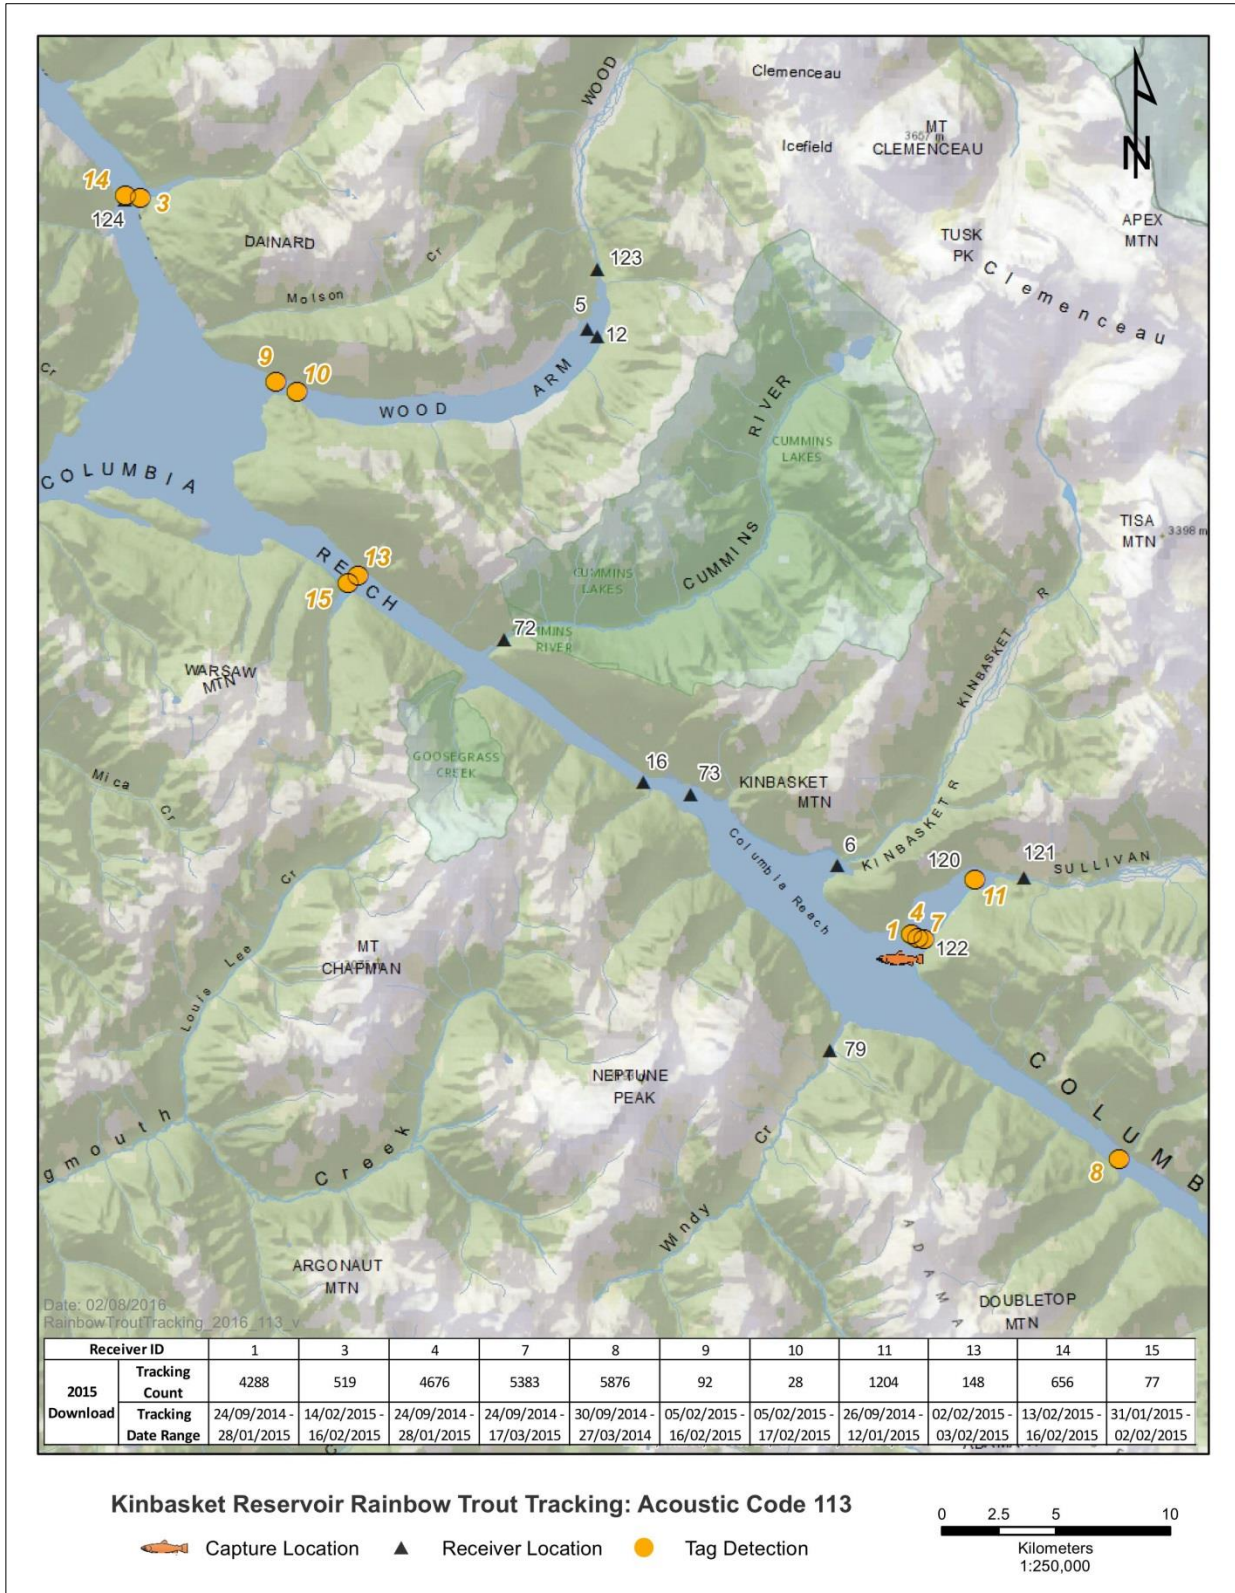 WOOD
Clemenceau
Icefield
3657 m
MT
CLEMENCEAU
N
APEX
MTN
TUSK
PK
Clemenceau
14
3
124
DAINARD
Cr
Molson
123
5
12
9
10
WOOD ARM
Cr
COLUMBIA
REACH
RIVER
CUMMINS
LAKES
TISA
MTN
3398 m
13
15
CUMMINS
LAKES
CUMMINS
72
RIVER
WARSAW
MTN
KINBASKET R
GOOSEGRASS
CREEK
Mica Cr
16
73
KINBASKET
MTN
Columbia Reach
6
KINBASKET R
120
121
SULLIVAN
11
1
4
7
122
Louis Lee Cr
MT
CHAPMAN
79
NEPTUNE
PEAK
COLUMB
8
gmouth Creek
Windy Cr
ADAMA
ARGONAUT
MTN
DOUBLETOP
MTN
Date: 02/08/2016
RainbowTroutTracking_2016_113_v
Receiver ID 1 3 4 7 8 9 10 11 13 14 15
2015 Download Tracking Count 4288 519 4676 5383 5876 92 28 1204 148 656 77
Tracking Date Range 24/09/2014 - 28/01/2015 14/02/2015 - 16/02/2015 24/09/2014 - 28/01/2015 24/09/2014 - 17/03/2015 30/09/2014 - 27/03/2014 05/02/2015 - 16/02/2015 05/02/2015 - 17/02/2015 26/09/2014 - 12/01/2015 02/02/2015 - 03/02/2015 13/02/2015 - 16/02/2015 31/01/2015 - 02/02/2015
Kinbasket Reservoir Rainbow Trout Tracking: Acoustic Code 113
Capture Location Receiver Location Tag Detection
0 2.5 5 10
Kilometers
1:250,000